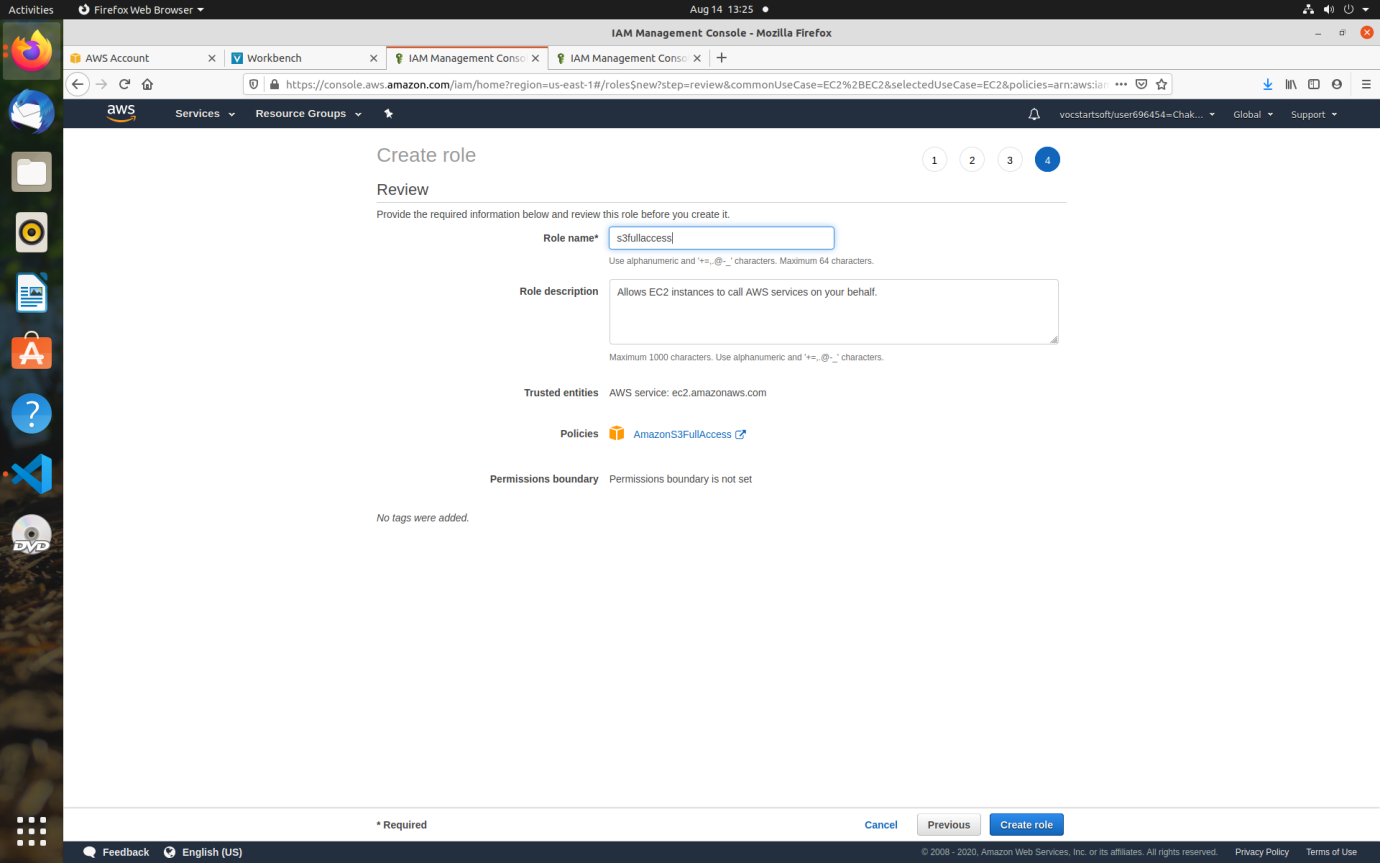 Activities Firefox Web Browser Aug 14 13:25
IAM Management Console - Mozilla Firefox
AWS Account Workbench IAM Management Conso IAM Management Conso
https://console.aws.amazon.com/iam/home?region=us-east-1#/roles$new?step=review&commonUseCase=EC2%2BEC2&selectedUseCase=EC2&policies=arn:aws:iam
aws Services Resource Groups vocstartsoft/user696454=Chak... Global Support
Create role 1 2 3 4
Review
Provide the required information below and review this role before you create it.
Role name* s3fullaccess
Use alphanumeric and '+=,.@-_' characters. Maximum 64 characters.
Role description Allows EC2 instances to call AWS services on your behalf.
Maximum 1000 characters. Use alphanumeric and '+=,.@-_' characters.
Trusted entities AWS service: ec2.amazonaws.com
Policies AmazonS3FullAccess
Permissions boundary Permissions boundary is not set
No tags were added.
DVD
* Required Cancel Previous Create role
Feedback English (US) © 2008 - 2020, Amazon Web Services, Inc. or its affiliates. All rights reserved. Privacy Policy Terms of Use